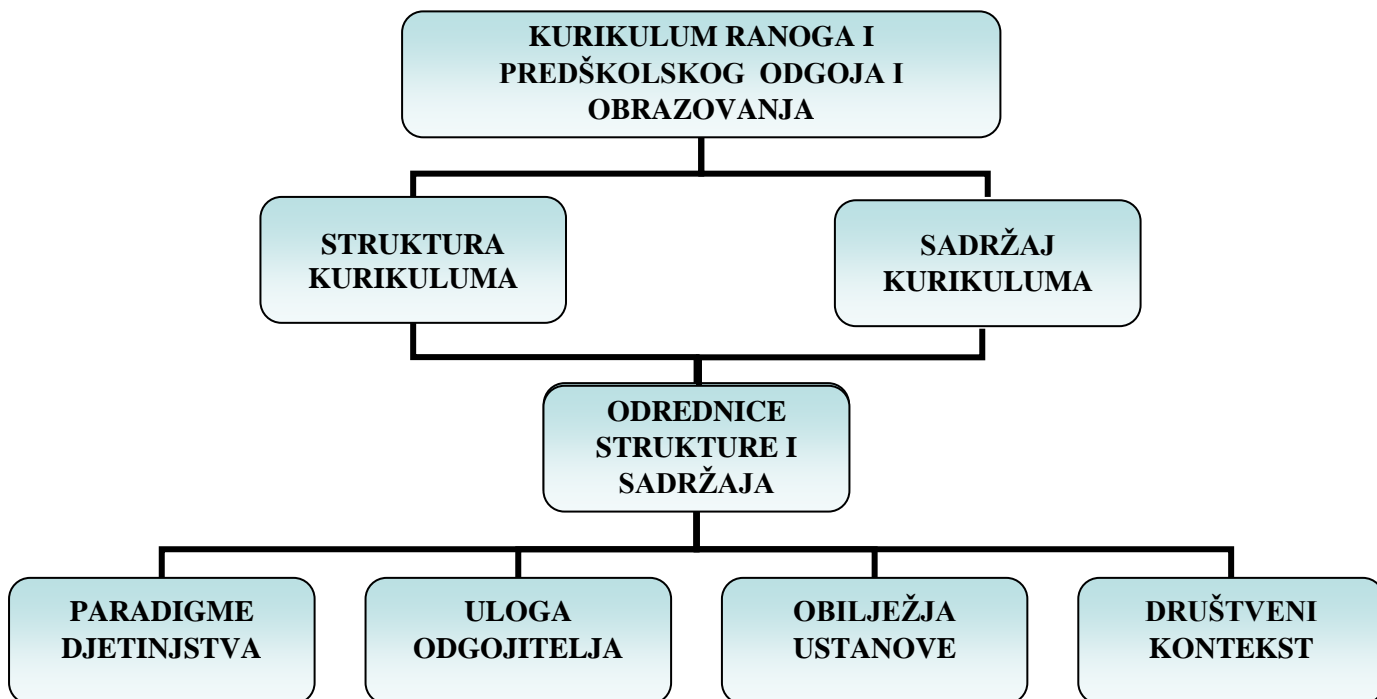 KURIKULUM RANOGA I
PREDŠKOLSKOG ODGOJA I
OBRAZOVANJA
STRUKTURA
KURIKULUMA
SADRŽAJ
KURIKULUMA
ODREDNICE
STRUKTURE I
SADRŽAJA
PARADIGME
DJETINJSTVA
ULOGA
ODGOJITELJA
OBILJEŽJA
USTANOVE
DRUŠTVENI
KONTEKST